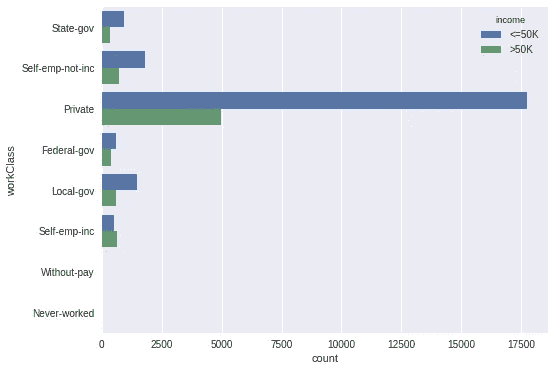 income
<=50K
>50K
workClass
State-gov
Self-emp-not-inc
Private
Federal-gov
Local-gov
Self-emp-inc
Without-pay
Never-worked
0 2500 5000 7500 10000 12500 15000 17500
count